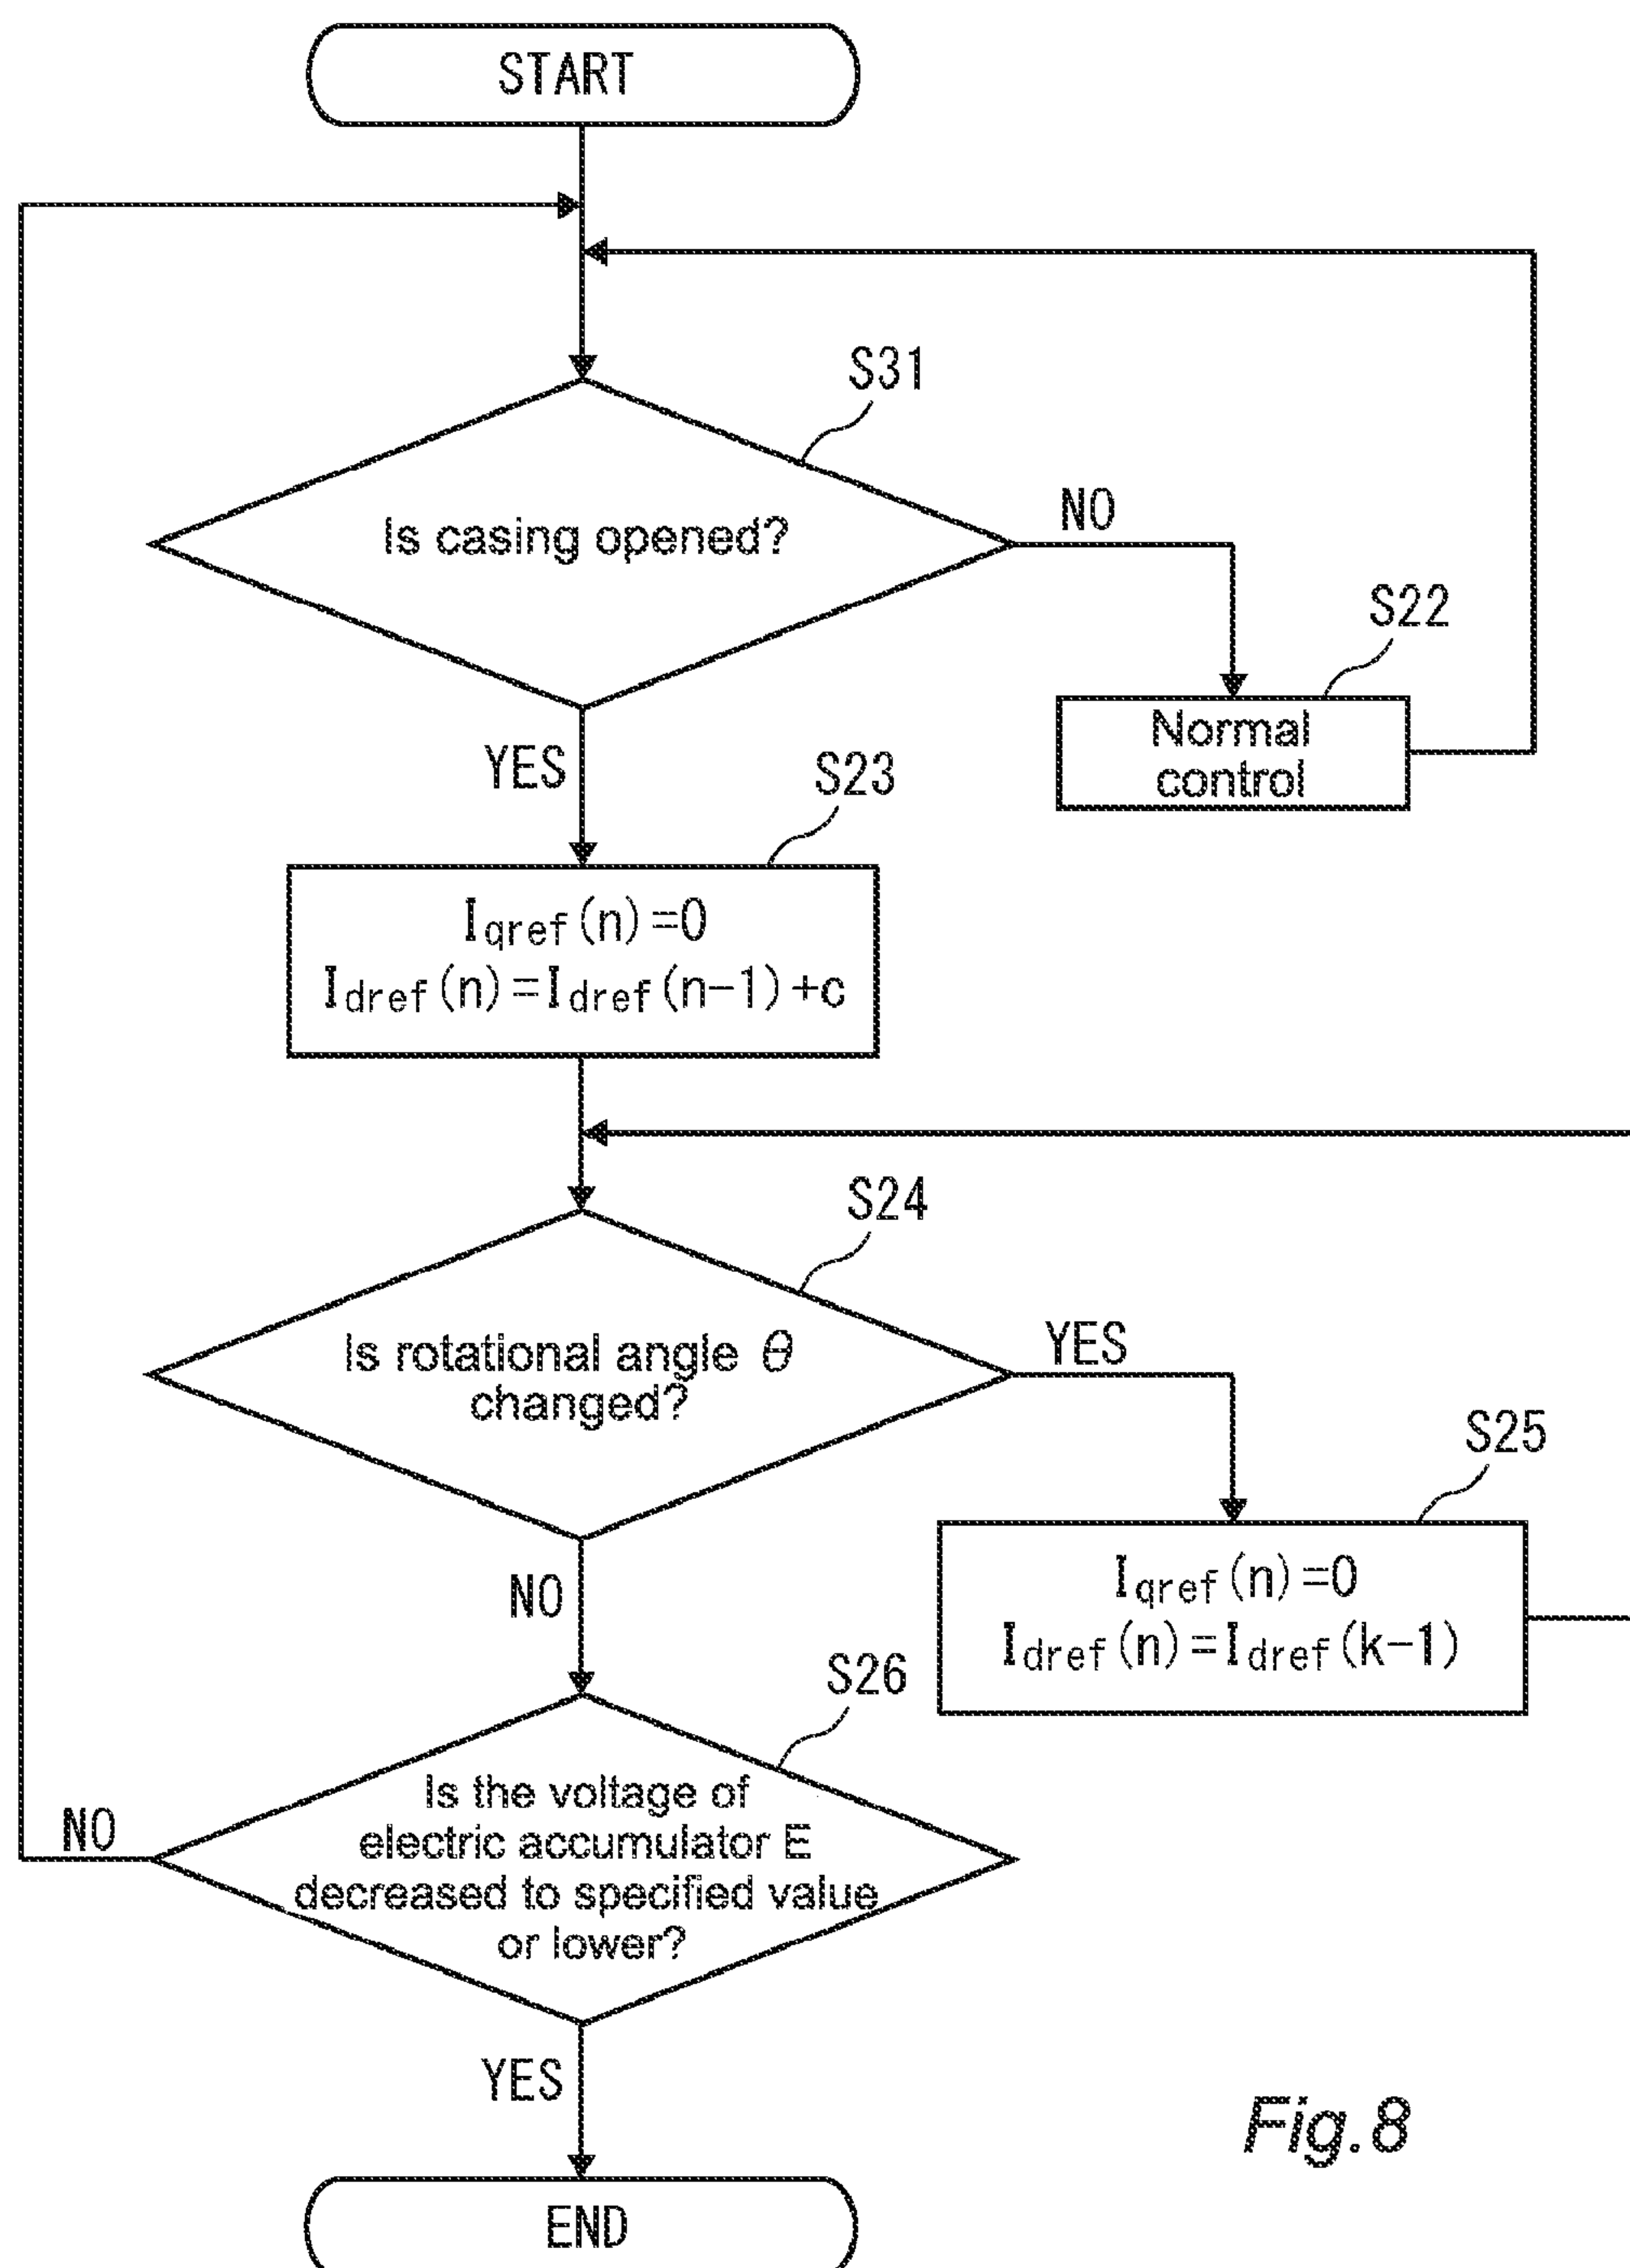 START
S31
Is casing opened?
NO
S22
Normal
control
YES
S23
Iqref(n)=0
Idref(n)=Idref(n-1)+c
S24
Is rotational angle θ
changed?
YES
S25
Iqref(n)=0
Idref(n)=Idref(k-1)
NO
S26
Is the voltage of
electric accumulator E
decreased to specified value
or lower?
NO
YES
END
Fig.8